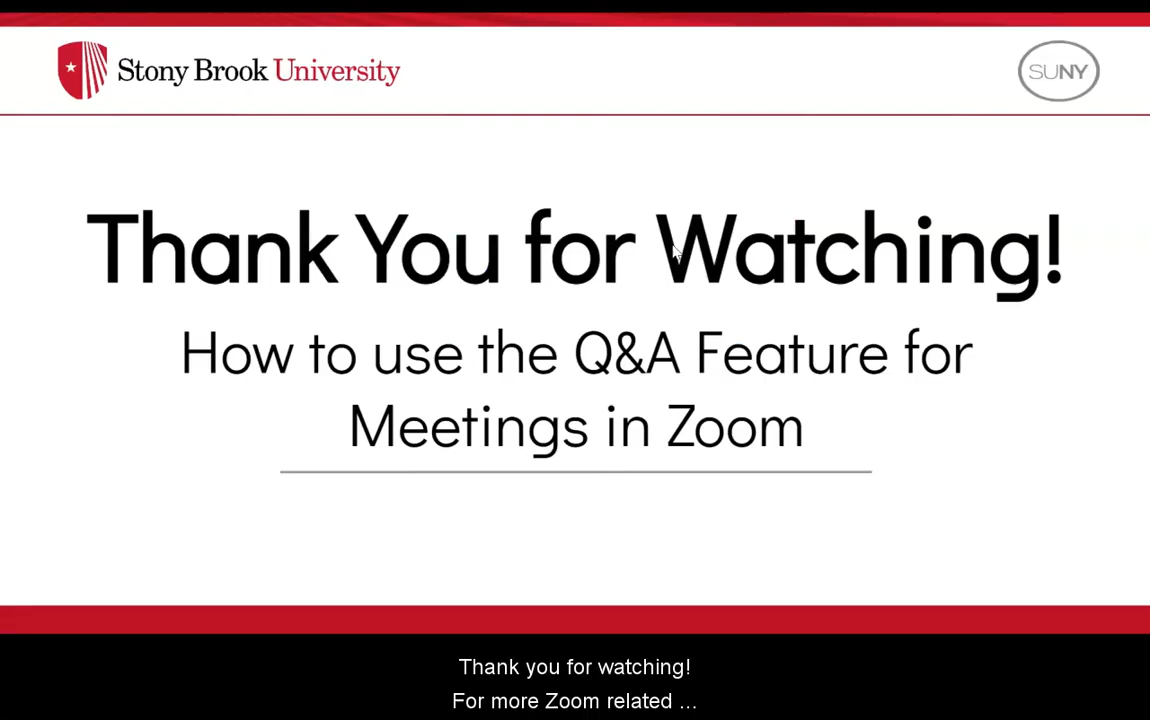 Stony Brook University
SUNY
Thank You for Watching!
How to use the Q&A Feature for
Meetings in Zoom
Thank you for watching!
For more Zoom related ...